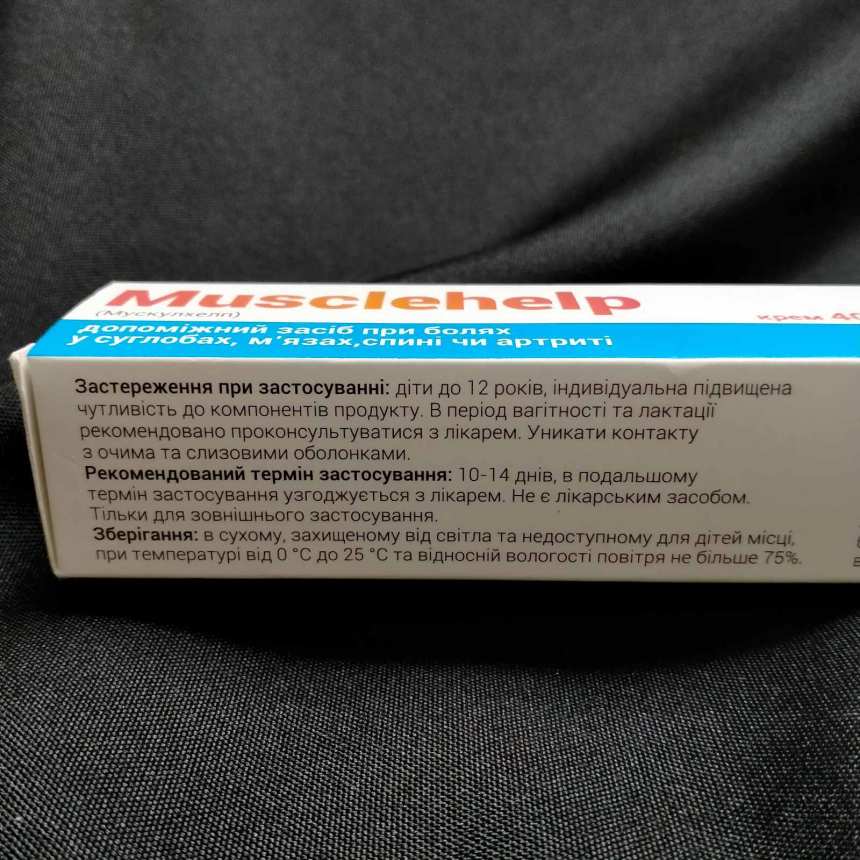 Musclehelp
(Мускулхелп)
крем 40
допоміжний засіб при болях
у суглобах, м'язах,спині чи артриті
Застереження при застосуванні: діти до 12 років, індивідуальна підвищена
чутливість до компонентів продукту. В період вагітності та лактації
рекомендовано проконсультуватися з лікарем. Уникати контакту
з очима та слизовими оболонками.
Рекомендований термін застосування: 10-14 днів, в подальшому
термін застосування узгоджується з лікарем. Не є лікарським засобом.
Тільки для зовнішнього застосування.
Зберігання: в сухому, захищеному від світла та недоступному для дітей місці,
при температурі від 0 °C до 25 °C та відносній вологості повітря не більше 75%.